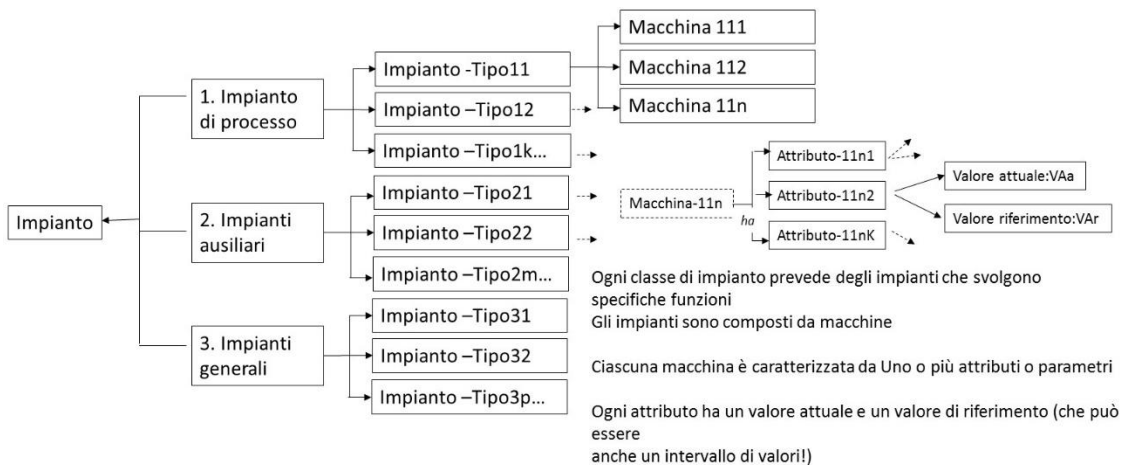 Impianto
1. Impianto
di processo
2. Impianti
ausiliari
3. Impianti
generali
Impianto -Tipo11
Impianto –Tipo12
Impianto –Tipo1k...
Impianto –Tipo21
Impianto –Tipo22
Impianto –Tipo2m...
Impianto –Tipo31
Impianto –Tipo32
Impianto –Tipo3p...
Macchina 111
Macchina 112
Macchina 11n
Macchina-11n
ha
Attributo-11n1
Attributo-11n2
Attributo-11nK
Valore attuale:VAa
Valore riferimento:VAr
Ogni classe di impianto prevede degli impianti che svolgono
specifiche funzioni
Gli impianti sono composti da macchine
Ciascuna macchina è caratterizzata da Uno o più attributi o parametri
Ogni attributo ha un valore attuale e un valore di riferimento (che può
essere
anche un intervallo di valori!)